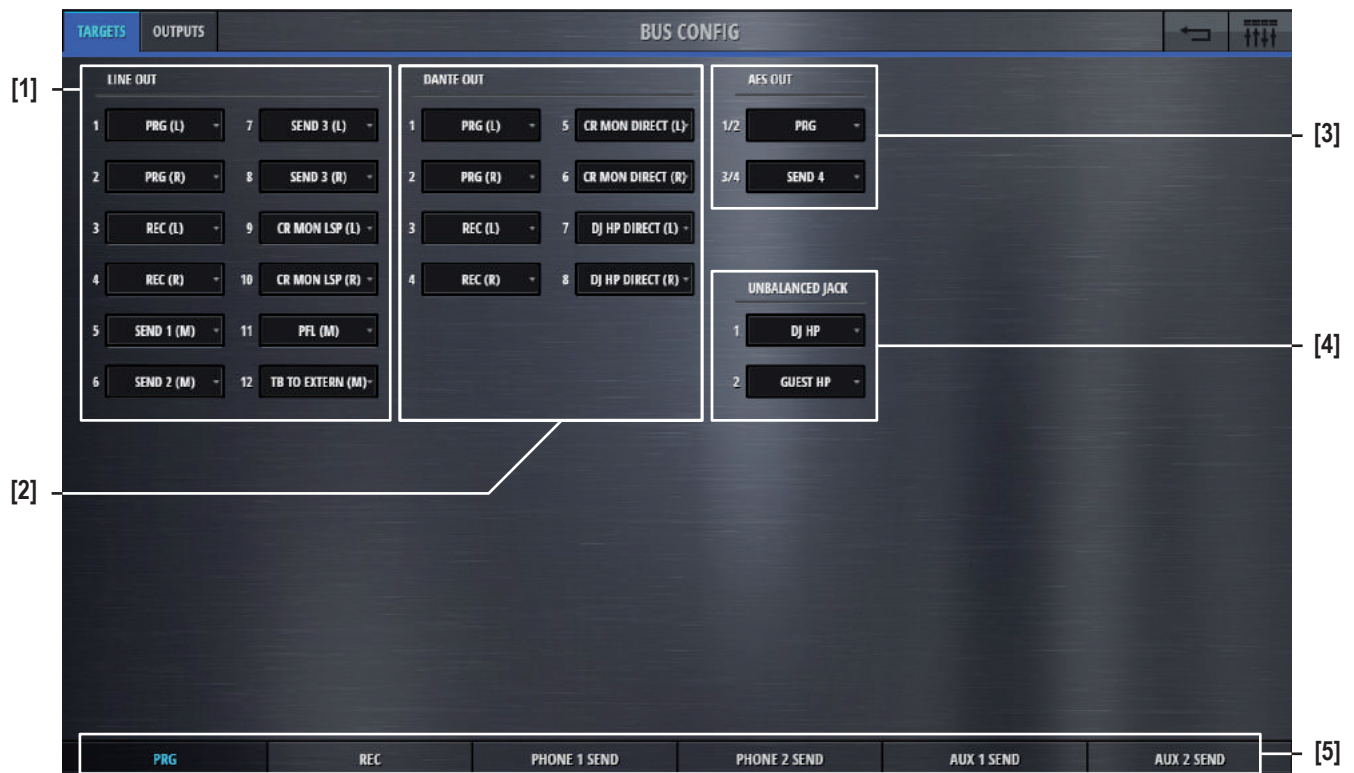 TARGETS OUTPUTS BUS CONFIG
[1]
LINE OUT
1 PRG (L) 7 SEND 3 (L)
2 PRG (R) 8 SEND 3 (R)
3 REC (L) 9 CR MON LSP (L)
4 REC (R) 10 CR MON LSP (R)
5 SEND 1 (M) 11 PFL (M)
6 SEND 2 (M) 12 TB TO EXTERN (M)
DANTE OUT
1 PRG (L) 5 CR MON DIRECT (L)
2 PRG (R) 6 CR MON DIRECT (R)
3 REC (L) 7 DJ HP DIRECT (L)
4 REC (R) 8 DJ HP DIRECT (R)
[2]
AES OUT
1/2 PRG
3/4 SEND 4
[3]
UNBALANCED JACK
1 DJ HP
2 GUEST HP
[4]
PRG REC PHONE 1 SEND PHONE 2 SEND AUX 1 SEND AUX 2 SEND
[5]